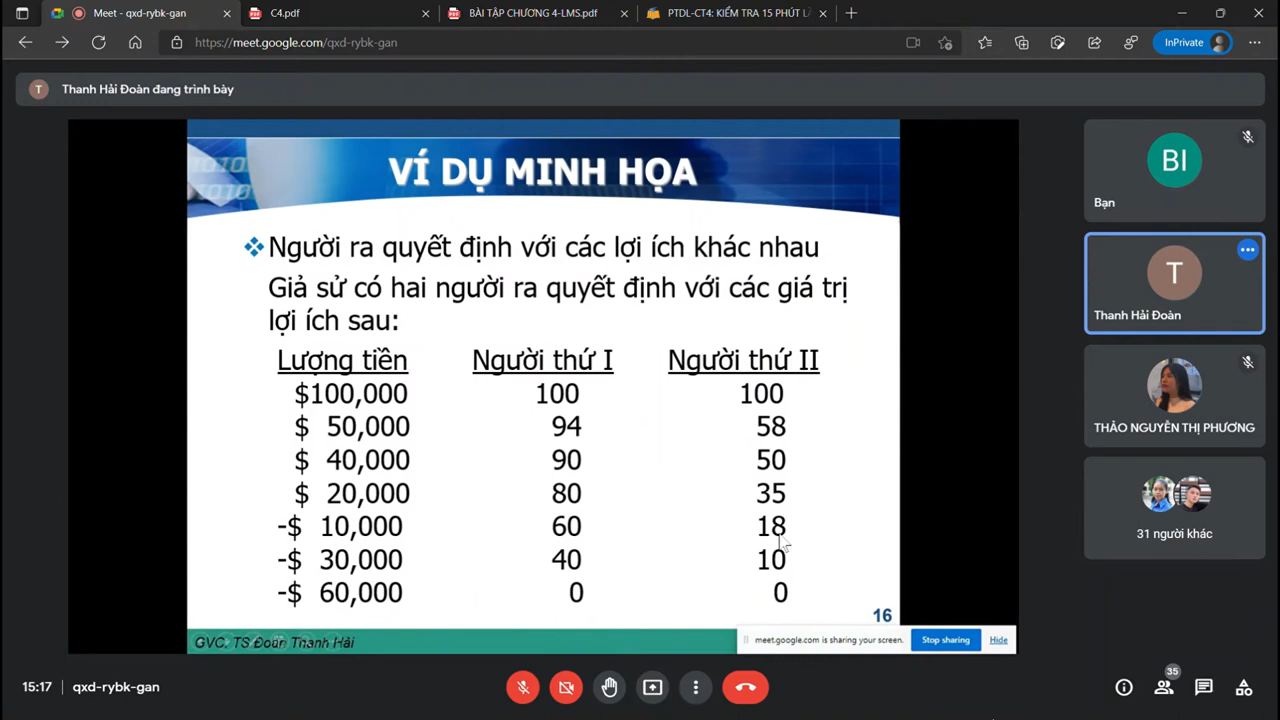 Meet - qxd-rybk-gan
C4.pdf
BÀI TẬP CHƯƠNG 4-LMS.pdf
PTDL-CT4: KIỂM TRA 15 PHÚT L
https://meet.google.com/qxd-rybk-gan
InPrivate
T
Thanh Hải Đoàn đang trình bày
VÍ DỤ MINH HỌA
Người ra quyết định với các lợi ích khác nhau
Giả sử có hai người ra quyết định với các giá trị
lợi ích sau:
Lượng tiền Người thứ I Người thứ II
$100,000 100 100
$ 50,000 94 58
$ 40,000 90 50
$ 20,000 80 35
-$ 10,000 60 18
-$ 30,000 40 10
-$ 60,000 0 0
16
GVC. TS Đoàn Thanh Hải
meet.google.com is sharing your screen.
Stop sharing
Hide
BI
Bạn
T
Thanh Hải Đoàn
THẢO NGUYỄN THỊ PHƯƠNG
31 người khác
15:17 | qxd-rybk-gan
35